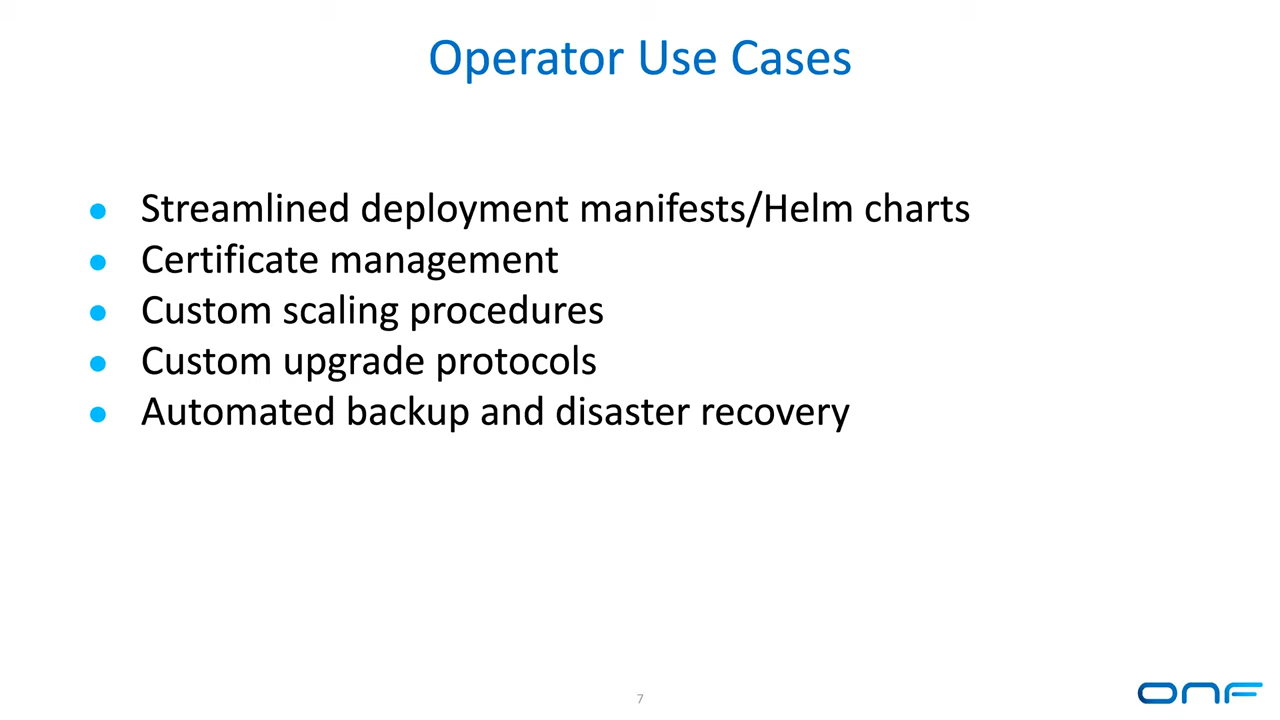 Operator Use Cases
● Streamlined deployment manifests/Helm charts
● Certificate management
● Custom scaling procedures
● Custom upgrade protocols
● Automated backup and disaster recovery
7
ONF